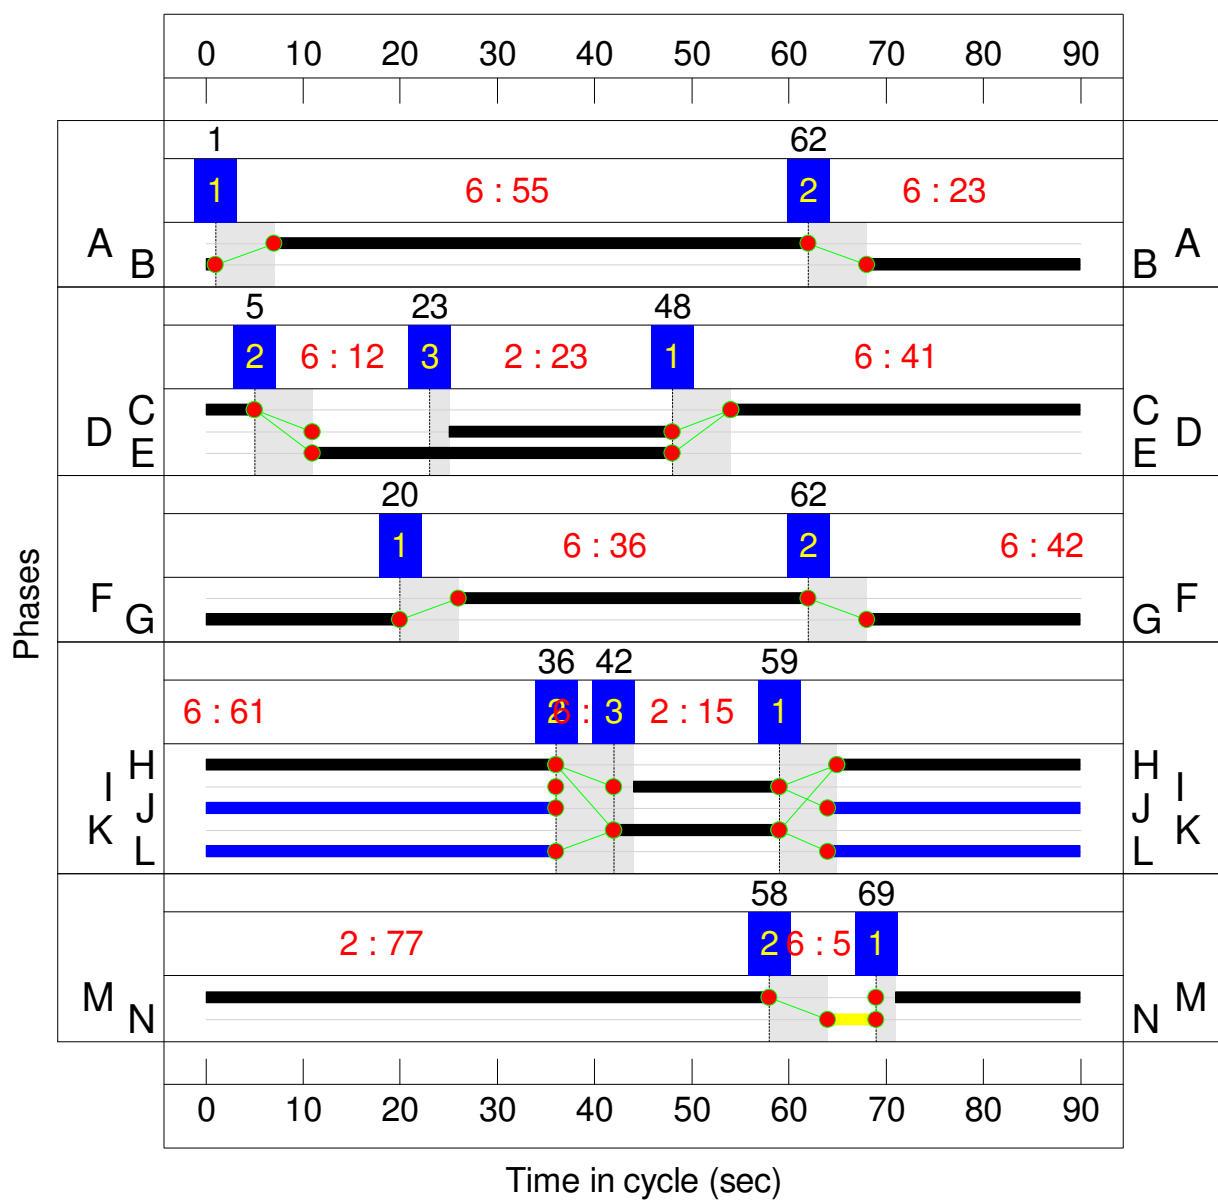 0 10 20 30 40 50 60 70 80 90
1 62
1 6 : 55 2 6 : 23
A A
B B
5 23 48
2 6 : 12 3 2 : 23 1 6 : 41
C C
D D
E E
20 62
1 6 : 36 2 6 : 42
F F
G G
Phases
36 42 59
6 : 61 2 6 : 3 2 : 15 1
H H
I I
J J
K K
L L
58 69
2 : 77 2 6 : 5 1
M M
N N
0 10 20 30 40 50 60 70 80 90
Time in cycle (sec)